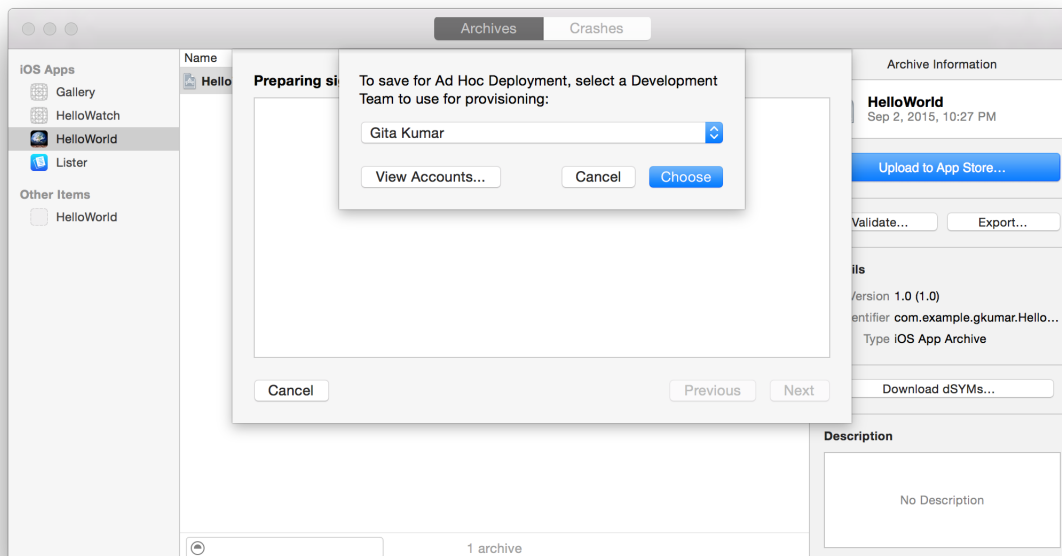 Archives
Crashes
iOS Apps
Gallery
HelloWatch
HelloWorld
Lister
Other Items
HelloWorld
Name
Hello
Preparing si
To save for Ad Hoc Deployment, select a Development
Team to use for provisioning:
Gita Kumar
View Accounts...
Cancel
Choose
Cancel
Previous
Next
1 archive
Archive Information
HelloWorld
Sep 2, 2015, 10:27 PM
Upload to App Store...
Validate...
Export...
ils
Version 1.0 (1.0)
entifier com.example.gkumar.Hello...
Type iOS App Archive
Download dSYMs...
Description
No Description